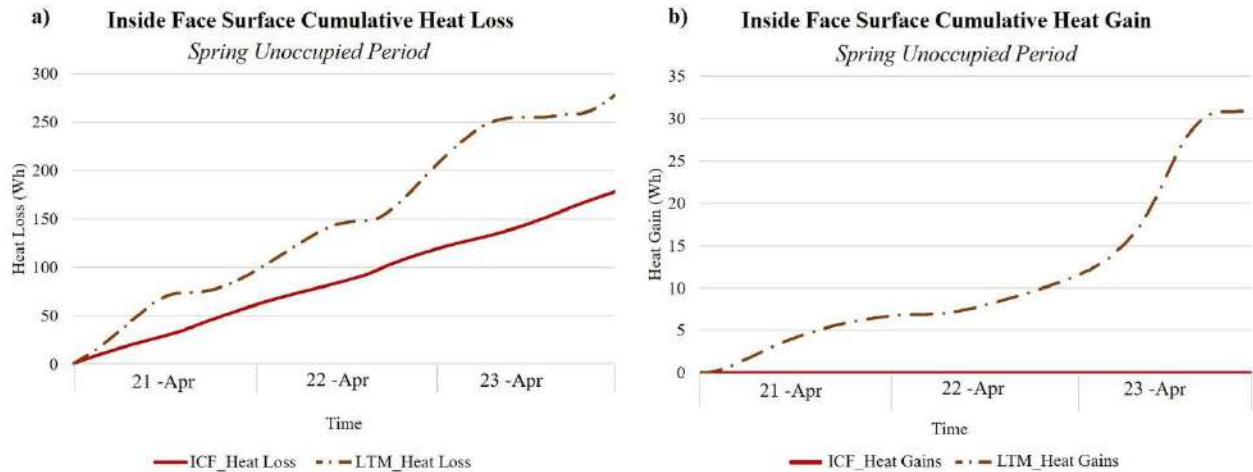 a) Inside Face Surface Cumulative Heat Loss
Spring Unoccupied Period
300
250
200
150
100
50
0
Heat Loss (Wh)
21 -Apr 22 -Apr 23 -Apr
Time
ICF_Heat Loss LTM_Heat Loss
b) Inside Face Surface Cumulative Heat Gain
Spring Unoccupied Period
35
30
25
20
15
10
5
0
Heat Gain (Wh)
21 -Apr 22 -Apr 23 -Apr
Time
ICF_Heat Gains LTM_Heat Gains